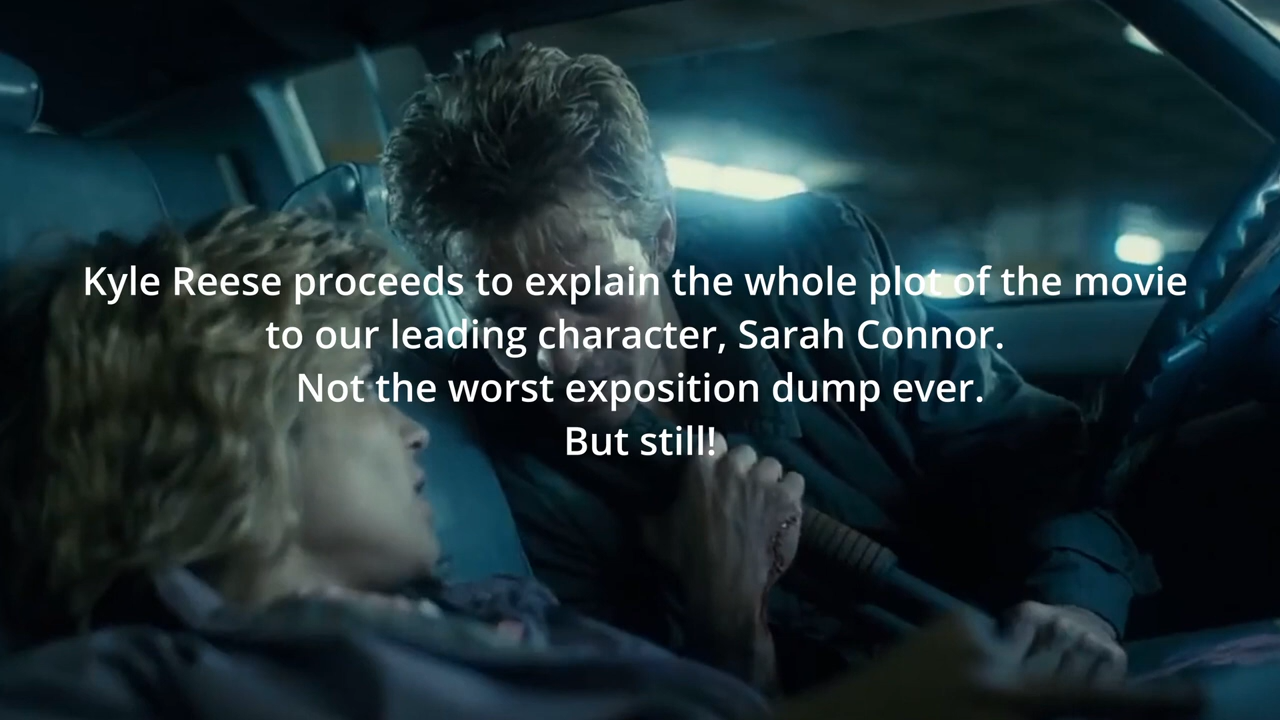 Kyle Reese proceeds to explain the whole plot of the movie
to our leading character, Sarah Connor.
Not the worst exposition dump ever.
But still!